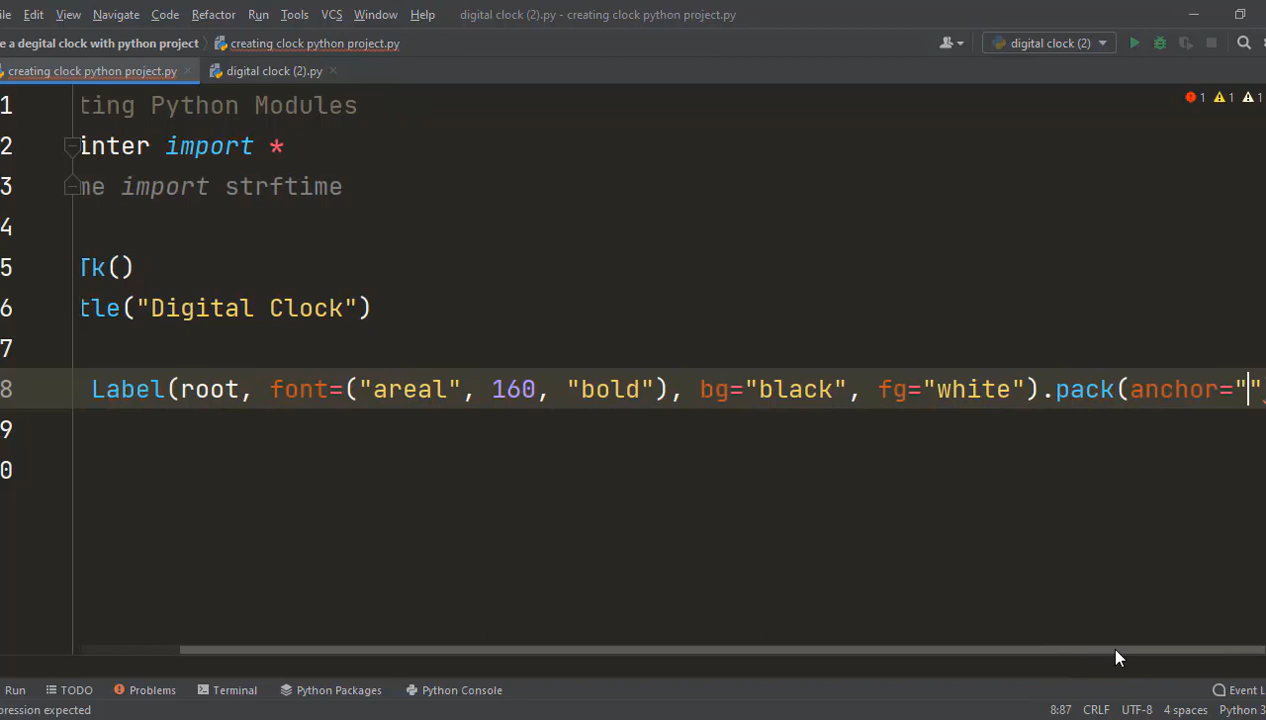 ile Edit View Navigate Code Refactor Run Tools VCS Window Help digital clock (2).py - creating clock python project.py
e a degital clock with python project creating clock python project.py digital clock (2)
creating clock python project.py digital clock (2).py
1 ting Python Modules 1 1 1
2 inter import *
3 me import strftime
4
5 Tk()
6 tle("Digital Clock")
7
8 Label(root, font=("areal", 160, "bold"), bg="black", fg="white").pack(anchor=""
9
0
Run TODO Problems Terminal Python Packages Python Console Event L
pression expected 8:87 CRLF UTF-8 4 spaces Python 3